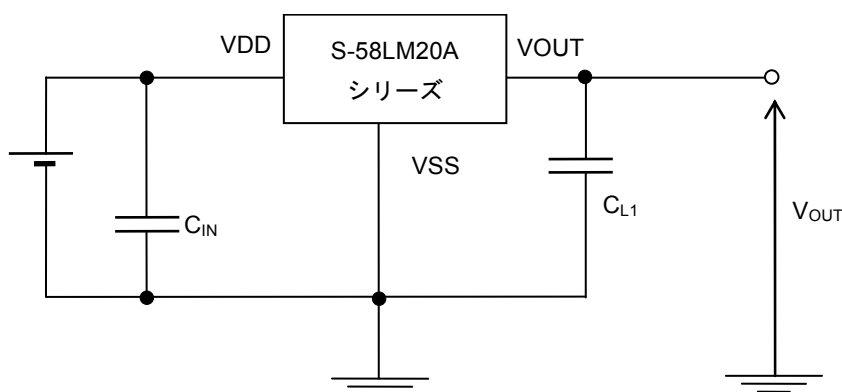 VDD
S-58LM20A
シリーズ
VOUT
VSS
CIN
CL1
VOUT